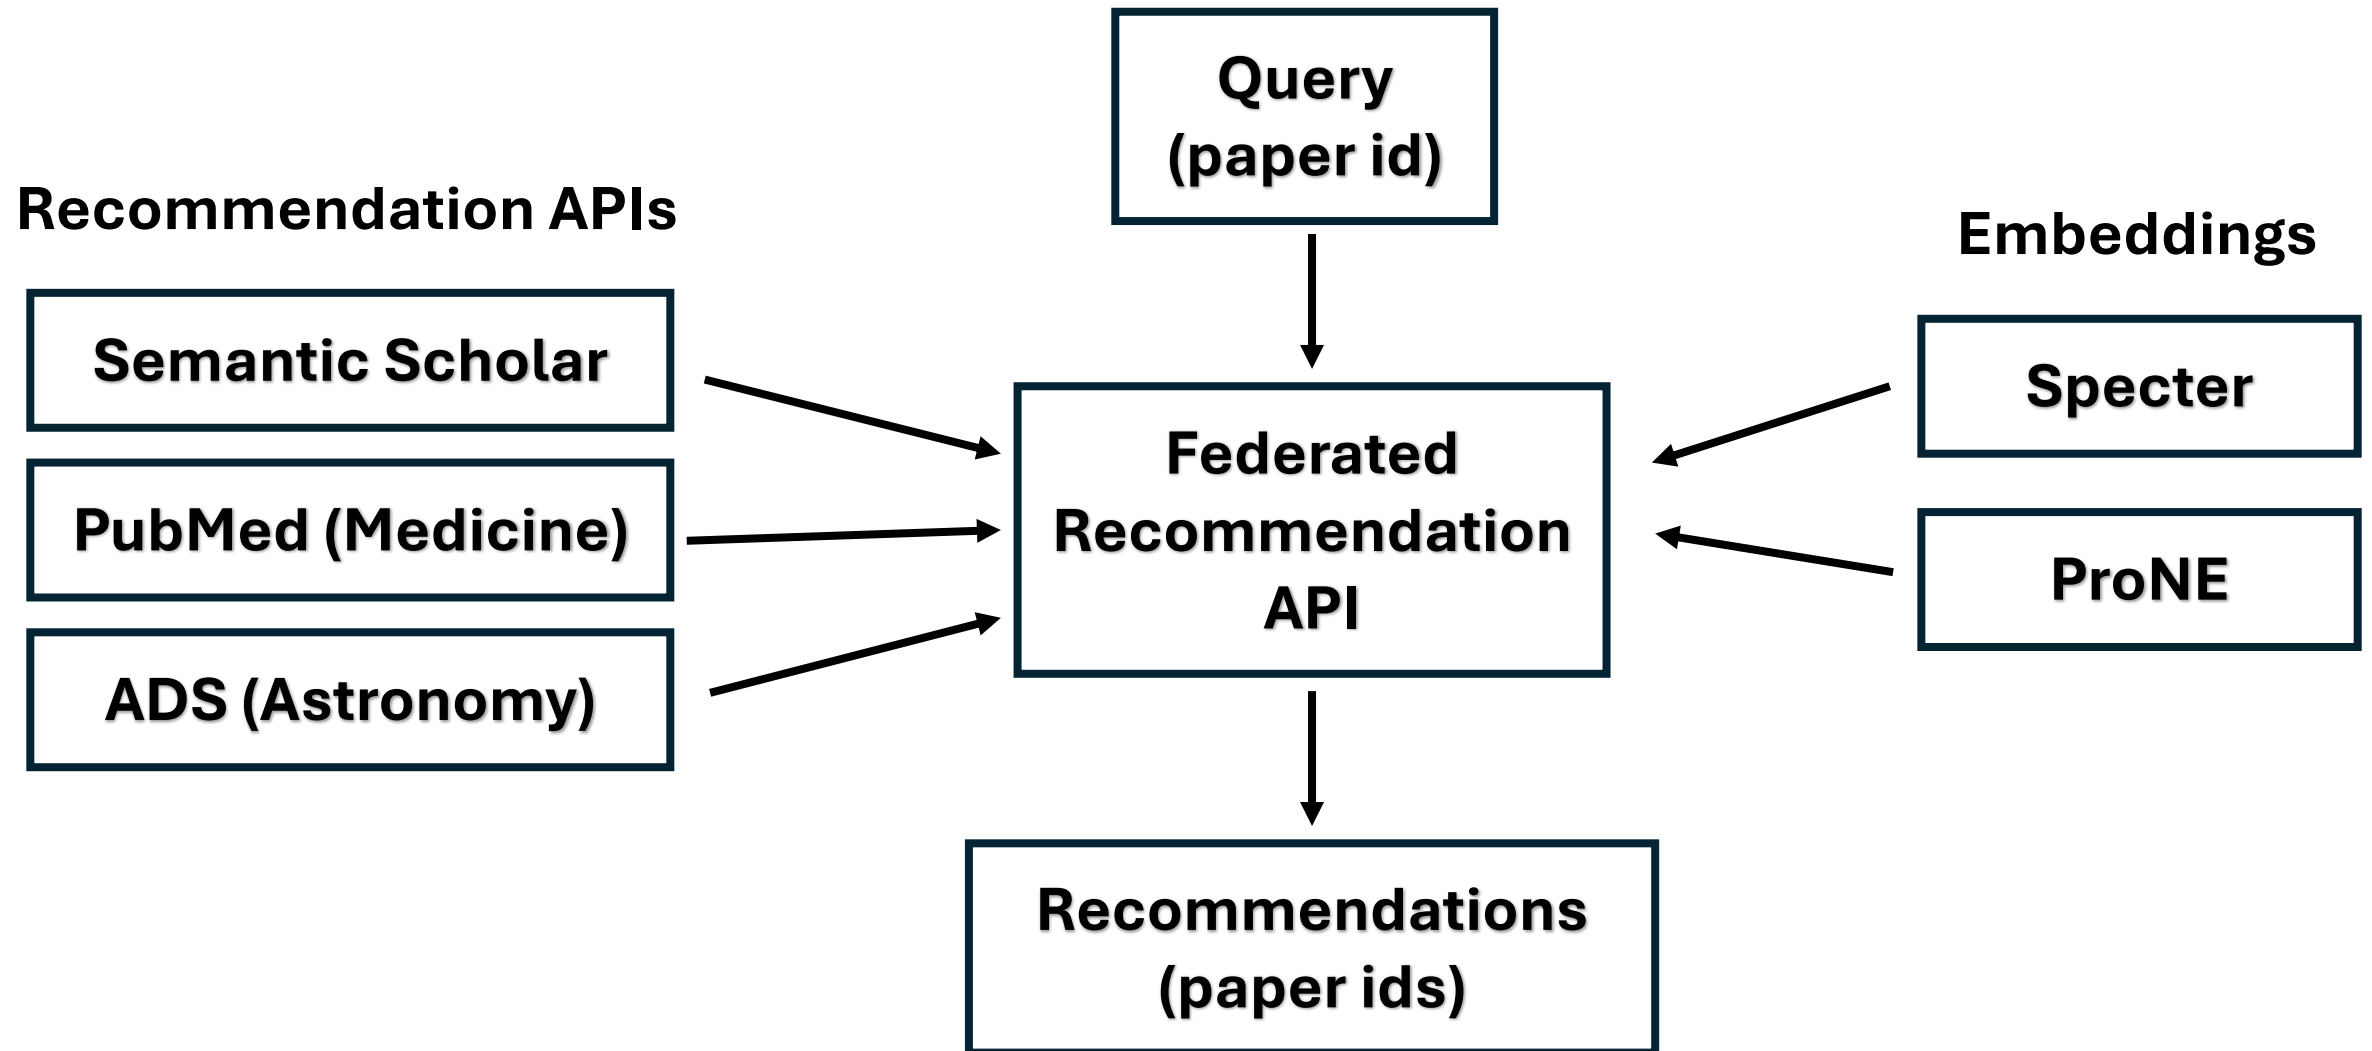 Query
(paper id)
Recommendation APIs
Semantic Scholar
PubMed (Medicine)
ADS (Astronomy)
Federated
Recommendation
API
Embeddings
Specter
ProNE
Recommendations
(paper ids)